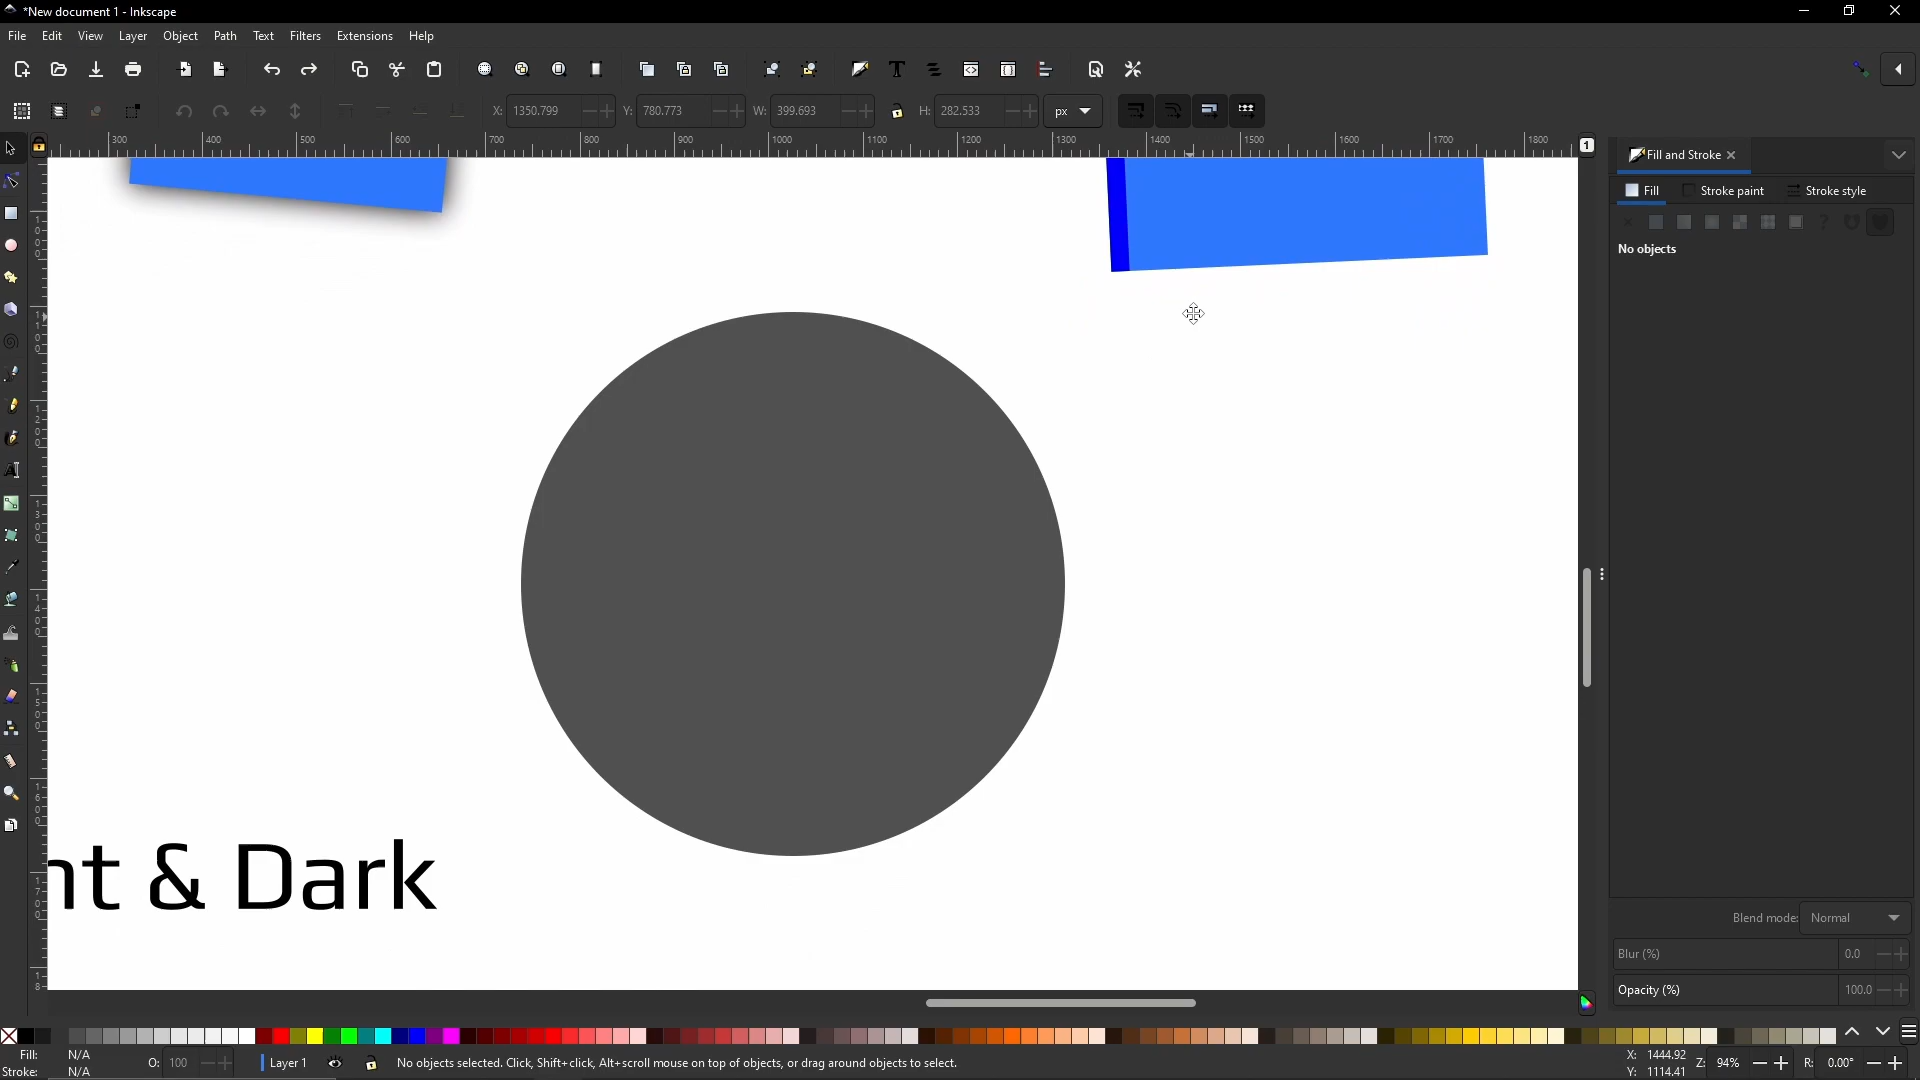 *New document 1 - Inkscape
File Edit View Layer Object Path Text Filters Extensions Help
X: 1350.799 Y: 780.773 W: 399.693 H: 282.533 px
300 400 500 600 700 800 900 1000 1100 1200 1300 1400 1500 1600 1700 1800
1
Fill and Stroke
Fill Stroke paint Stroke style
No objects
nt & Dark
Blend mode: Normal
Blur (%) 0.0
Opacity (%) 100.0
Fill: N/A
Stroke: N/A
O: 100
Layer 1
No objects selected. Click, Shift+click, Alt+scroll mouse on top of objects, or drag around objects to select.
X: 1444.92
Y: 1114.41
Z: 94%
R: 0.00°